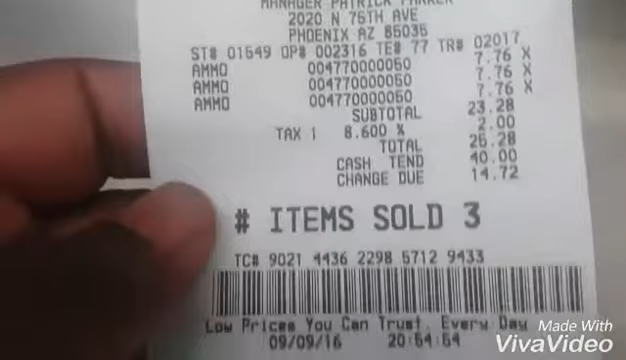 MANAGER PATRICK PARKER
2020 N 75TH AVE
PHOENIX AZ 85035
ST# 01549 OP# 002316 TE# 77 TR# 02017
AMMO 004770000050 7.76 X
AMMO 004770000050 7.76 X
AMMO 004770000050 7.76 X
SUBTOTAL 23.28
TAX 1 8.600 % 2.00
TOTAL 25.28
CASH TEND 40.00
CHANGE DUE 14.72
# ITEMS SOLD 3
TC# 9021 4436 2298 5712 9433
Low Prices You Can Trust. Every Day
09/09/16 20:54:54
Made With
VivaVideo